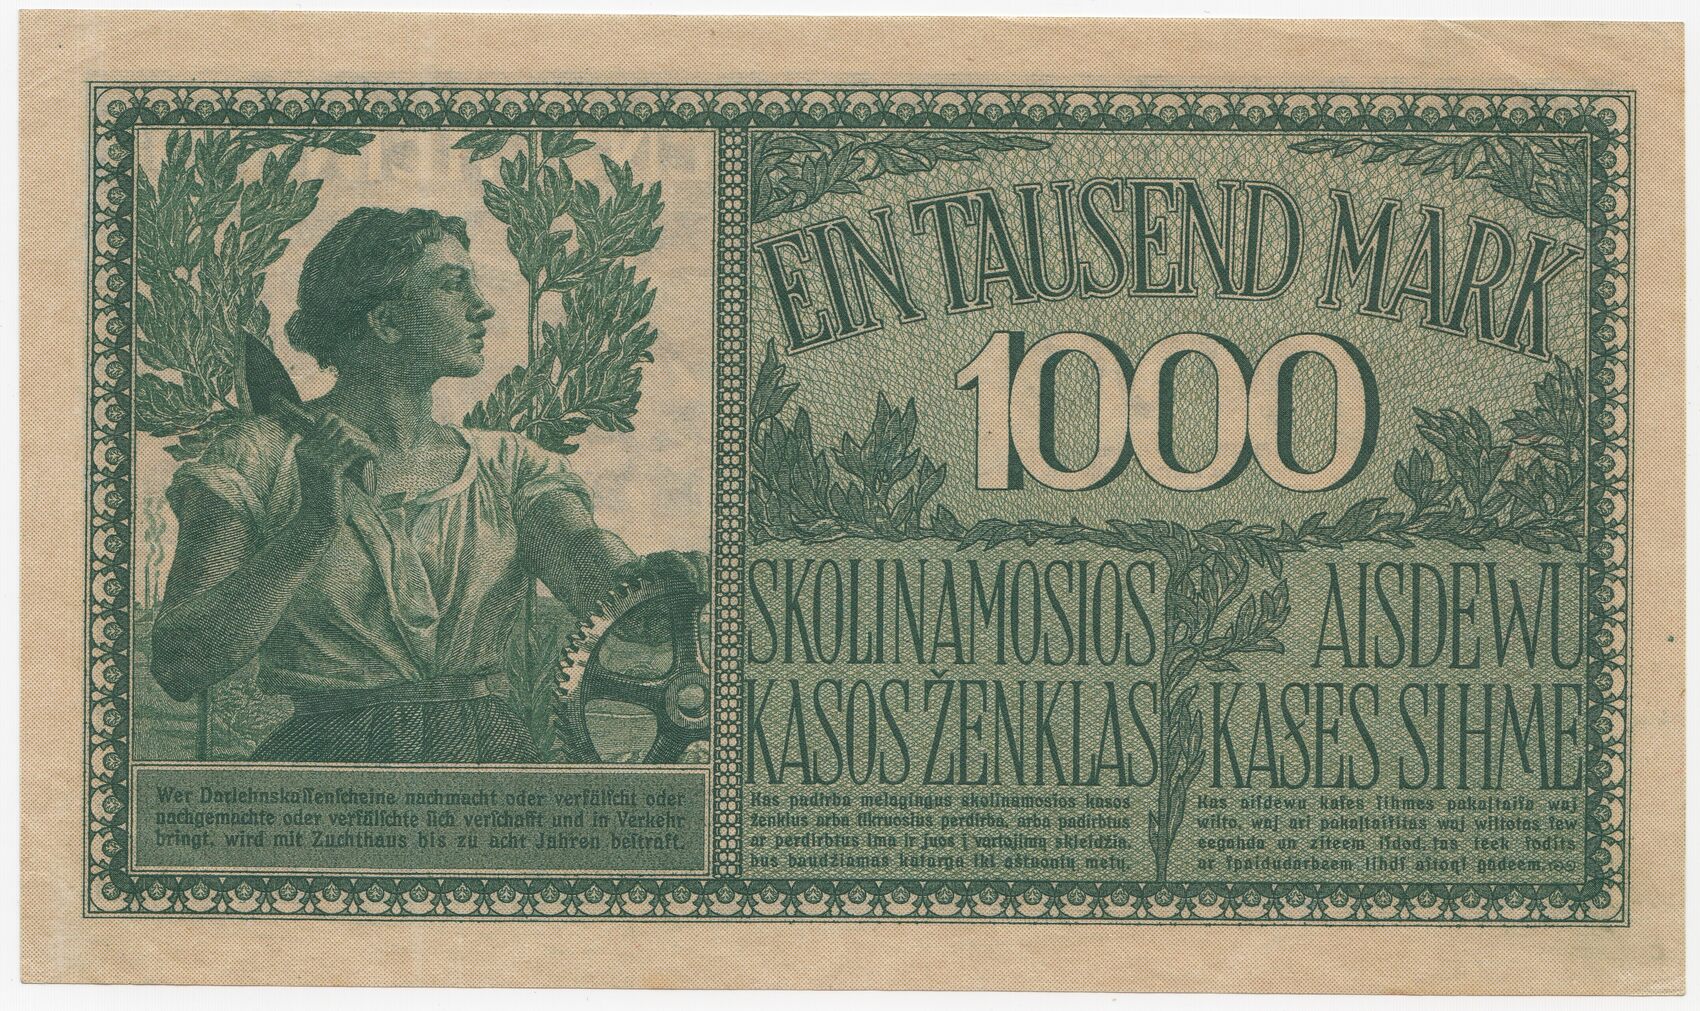 EIN TAUSEND MARK
1000
SKOLINAMOSIOS
KASOS ŽENKLAS
AISDEWU
KASES SIHME
Wer Darlehnskaſſenſcheine nachmacht oder verfälſcht oder
nachgemachte oder verfälſchte ſich verſchafft und in Verkehr
bringt, wird mit Zuchthaus bis zu acht Jahren beſtraft.
Kas padirba melagingus skolinamosios kasos
ženklus arba tikruosius perdirba, arba padirbtus
ar perdirbtus ima ir juos į vartojimą skleidžia,
bus baudžiamas katorga iki aštuonių metų.
Kas aiſdewu kaſes ſihmes pakaļtaiſa waj
wilto, waj ari pakaļtaiſitas waj wiltotas ſew
eegahda un ziteem iſdod, tas teek ſodits
ar ſpaidudarbeem lihdſ aſtoņi gadeem.